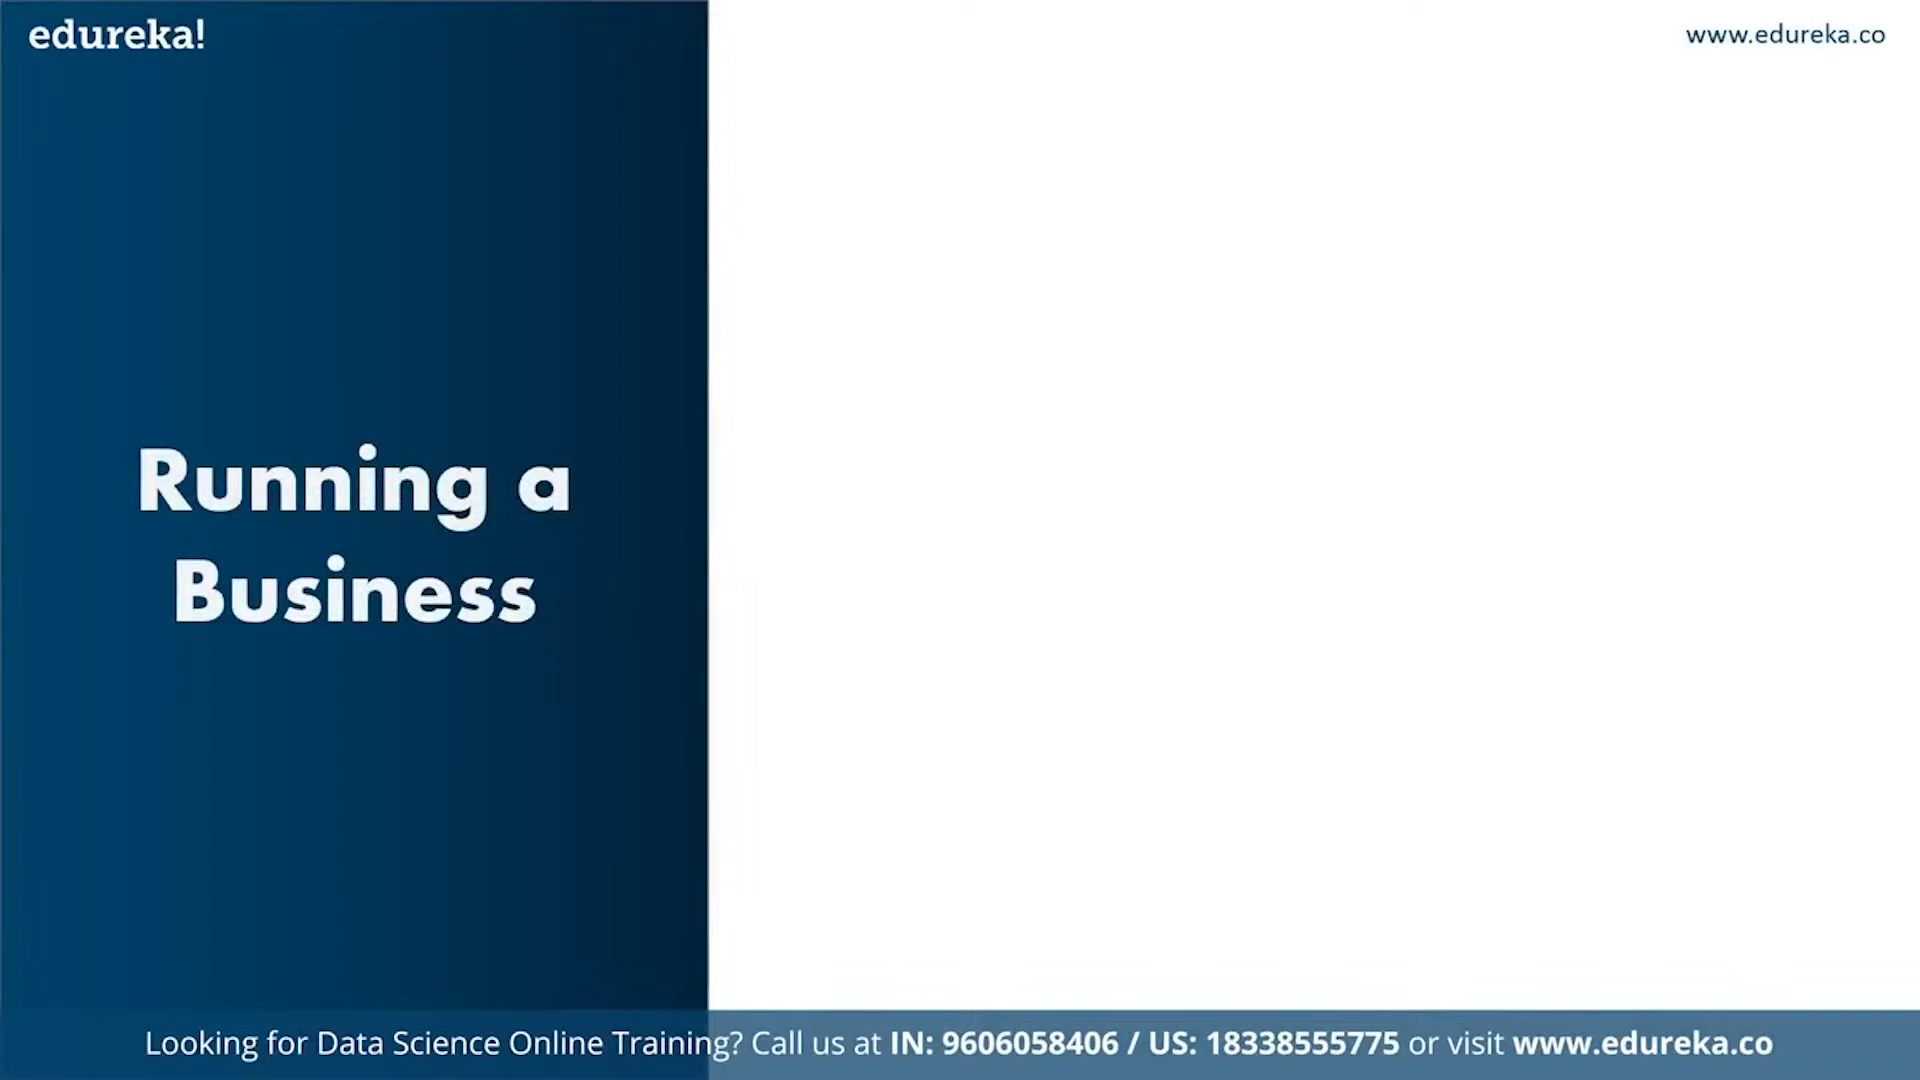 edureka!
www.edureka.co
Running a
Business
Looking for Data Science Online Training? Call us at IN: 9606058406 / US: 18338555775 or visit www.edureka.co